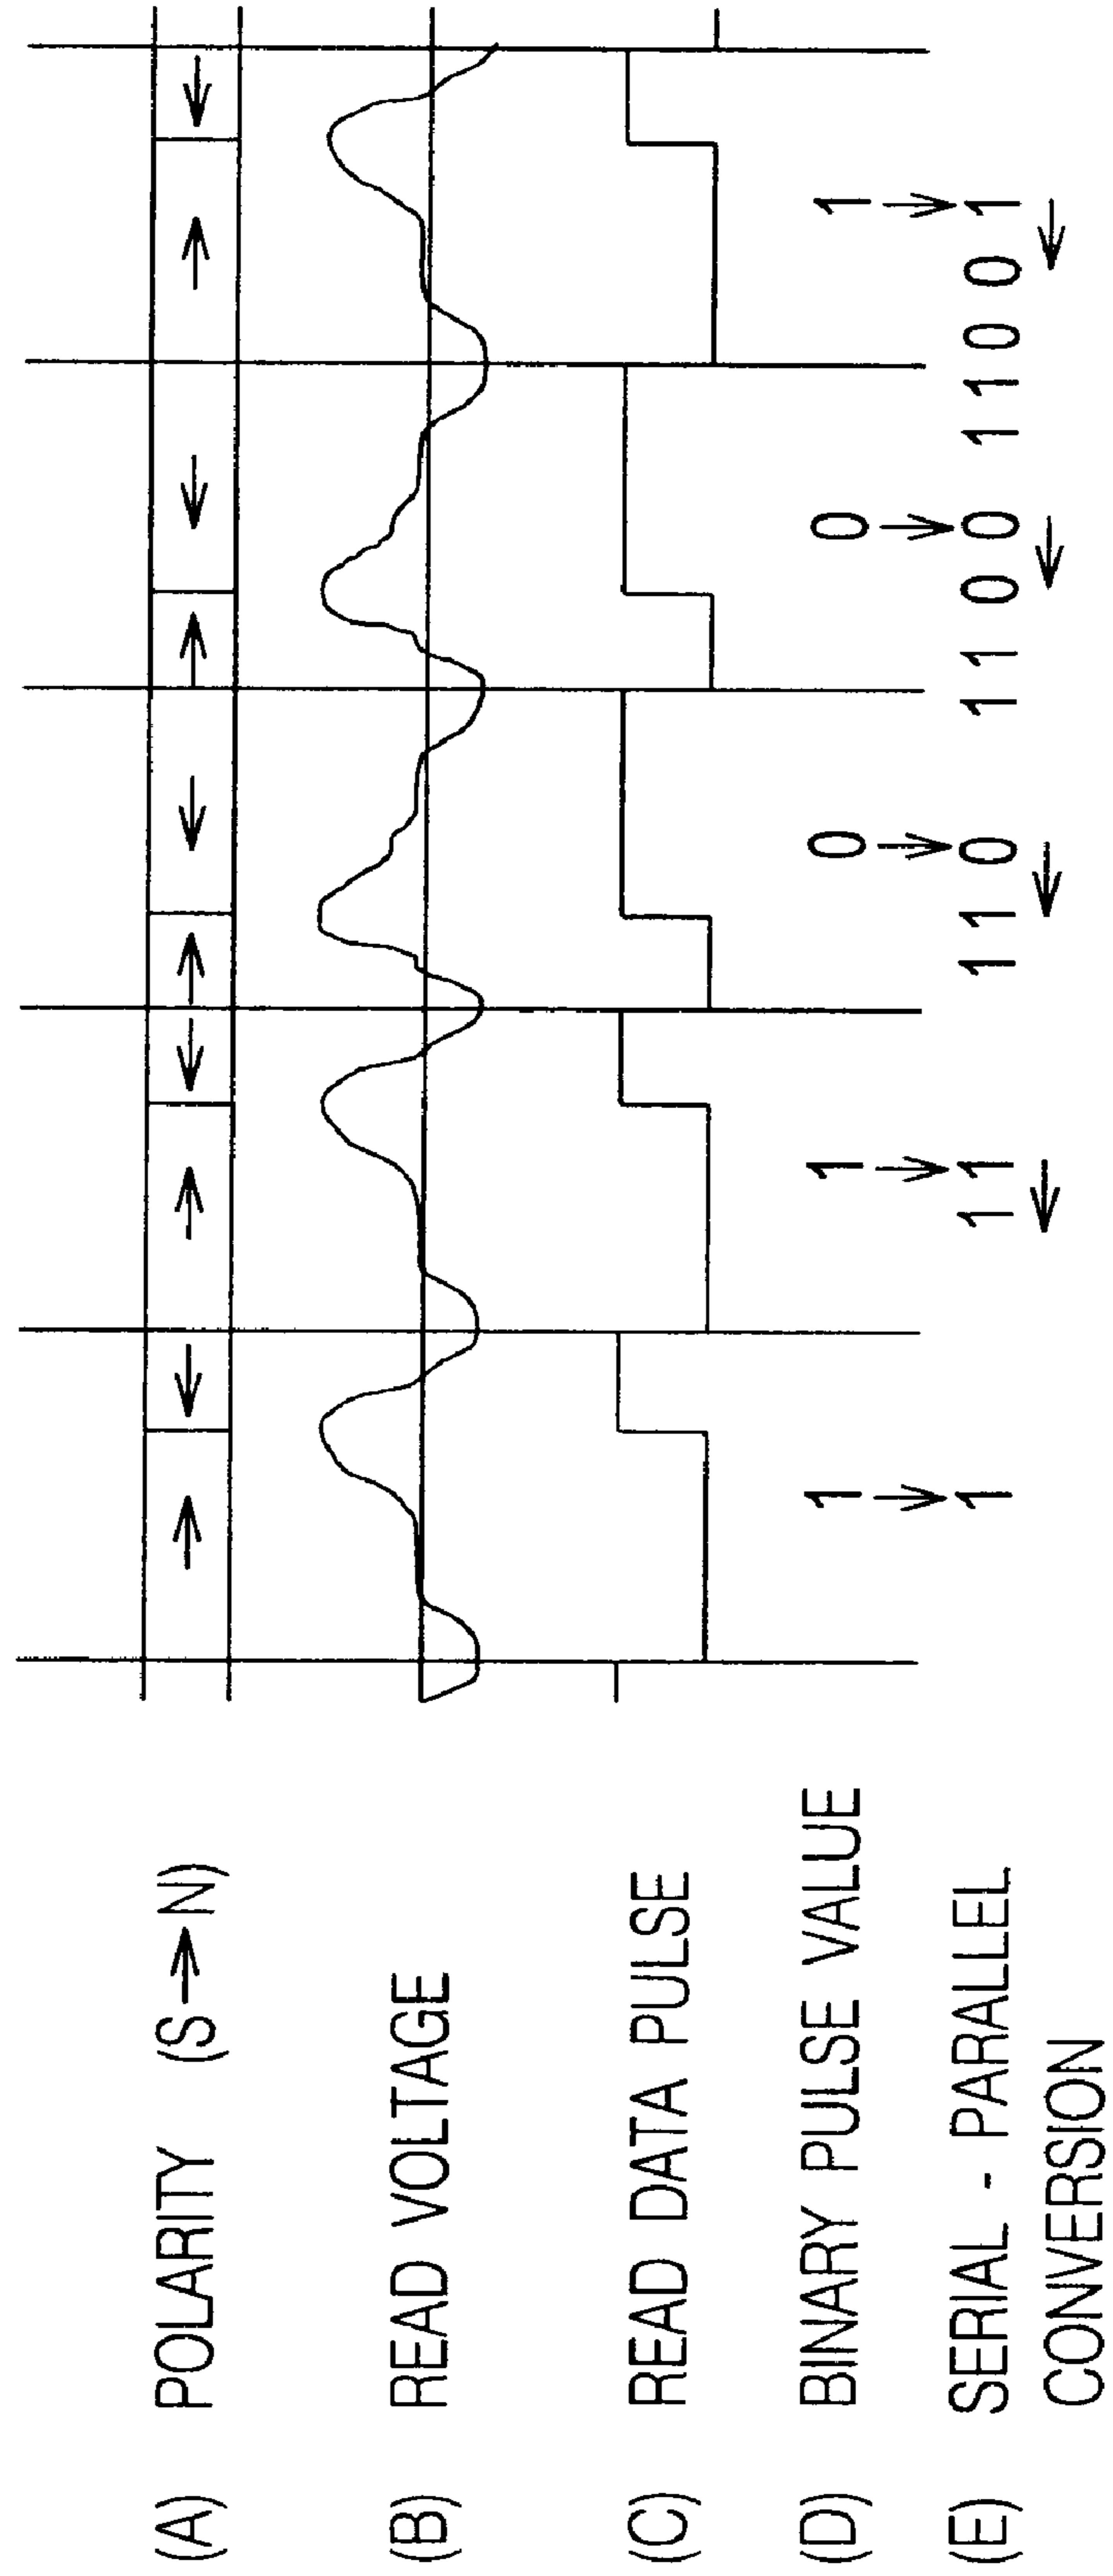 (A) POLARITY (S→N)
(B) READ VOLTAGE
(C) READ DATA PULSE
(D) BINARY PULSE VALUE 1 1 0 0 1
(E) SERIAL - PARALLEL 1 11 110 1100 11001
CONVERSION